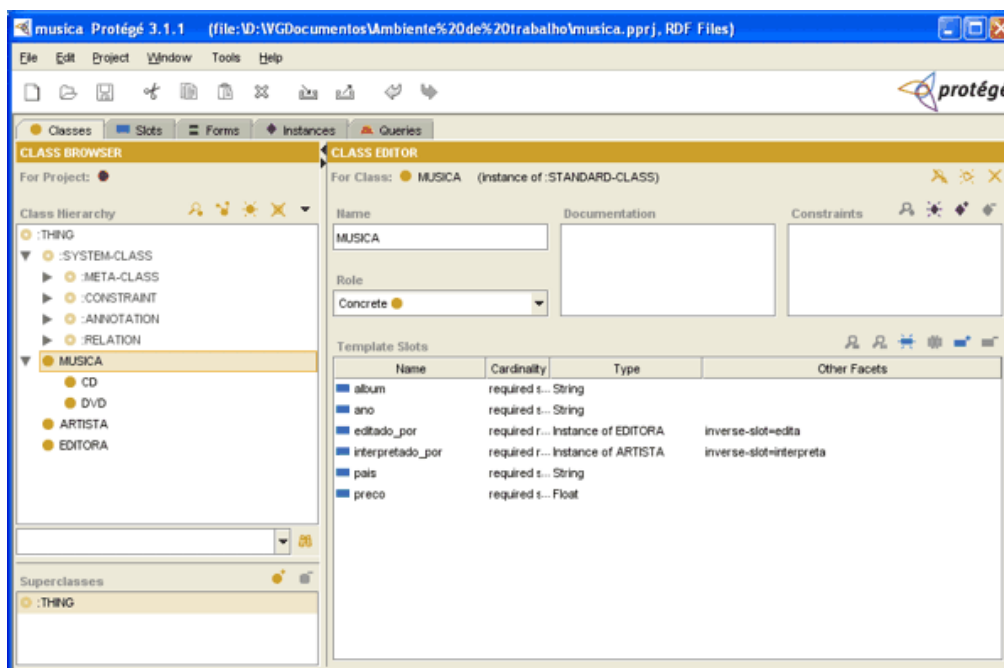 musica Protégé 3.1.1 (file:\D:\VGDocumentos\Ambiente%20de%20trabalho\musica.pprj, RDF Files)
File Edit Project Window Tools Help
protégé
Classes Slots Forms Instances Queries
CLASS BROWSER
For Project:
Class Hierarchy
:THING
:SYSTEM-CLASS
:META-CLASS
:CONSTRAINT
:ANNOTATION
:RELATION
MUSICA
CD
DVD
ARTISTA
EDITORA
Superclasses
:THING
CLASS EDITOR
For Class: MUSICA (instance of :STANDARD-CLASS)
Name Documentation Constraints
MUSICA
Role
Concrete
Template Slots
Name Cardinality Type Other Facets
album required s... String
ano required s... String
editado_por required r... Instance of EDITORA inverse-slot=edita
interpretado_por required r... Instance of ARTISTA inverse-slot=interpreta
pais required s... String
preco required s... Float